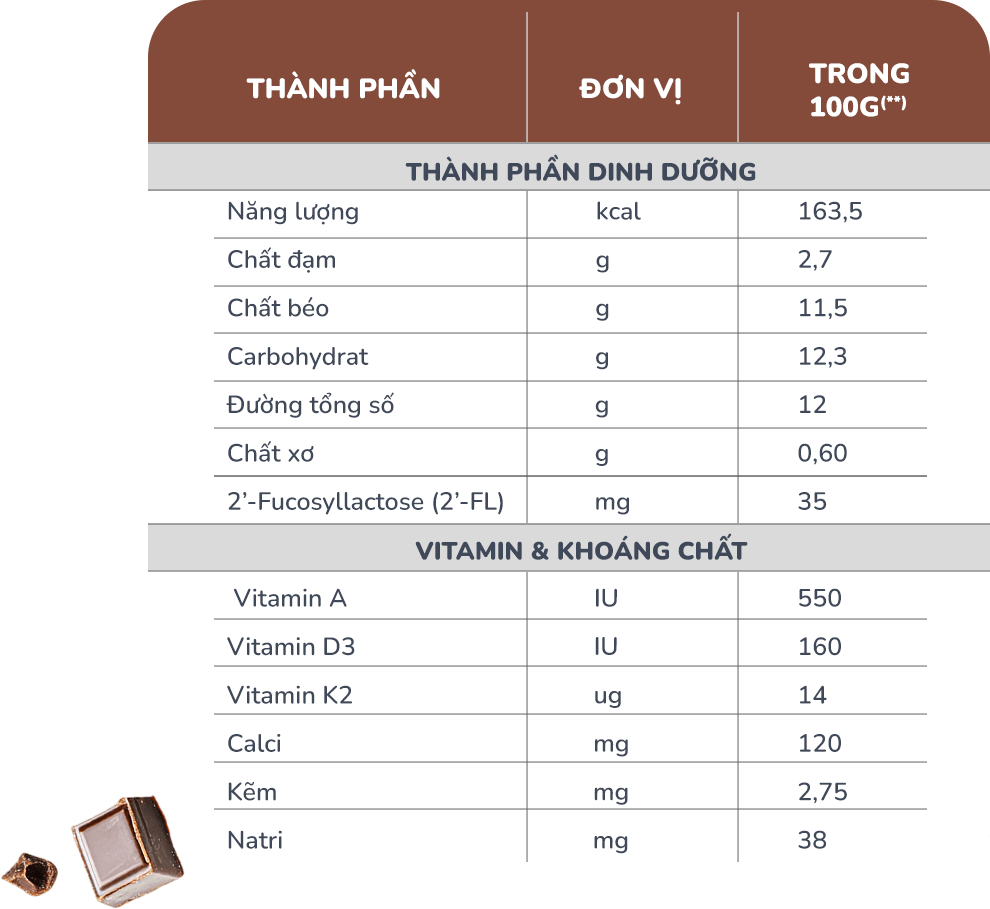 THÀNH PHẦN ĐƠN VỊ TRONG 100G(**)
THÀNH PHẦN DINH DƯỠNG
Năng lượng kcal 163,5
Chất đạm g 2,7
Chất béo g 11,5
Carbohydrat g 12,3
Đường tổng số g 12
Chất xơ g 0,60
2’-Fucosyllactose (2’-FL) mg 35
VITAMIN & KHOÁNG CHẤT
Vitamin A IU 550
Vitamin D3 IU 160
Vitamin K2 ug 14
Calci mg 120
Kẽm mg 2,75
Natri mg 38